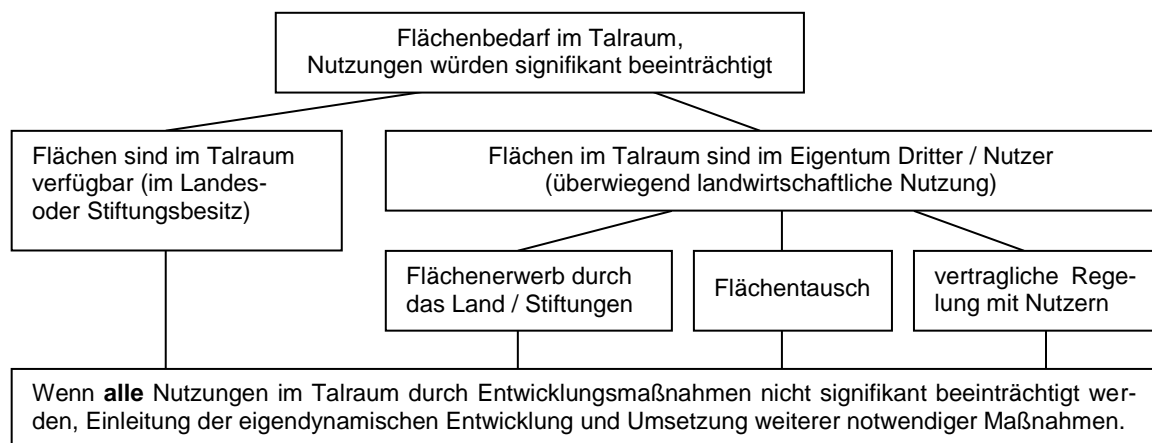 Flächenbedarf im Talraum,
Nutzungen würden signifikant beeinträchtigt
Flächen sind im Talraum
verfügbar (im Landes-
oder Stiftungsbesitz)
Flächen im Talraum sind im Eigentum Dritter / Nutzer
(überwiegend landwirtschaftliche Nutzung)
Flächenerwerb durch
das Land / Stiftungen
Flächentausch
vertragliche Rege-
lung mit Nutzern
Wenn alle Nutzungen im Talraum durch Entwicklungsmaßnahmen nicht signifikant beeinträchtigt wer-
den, Einleitung der eigendynamischen Entwicklung und Umsetzung weiterer notwendiger Maßnahmen.